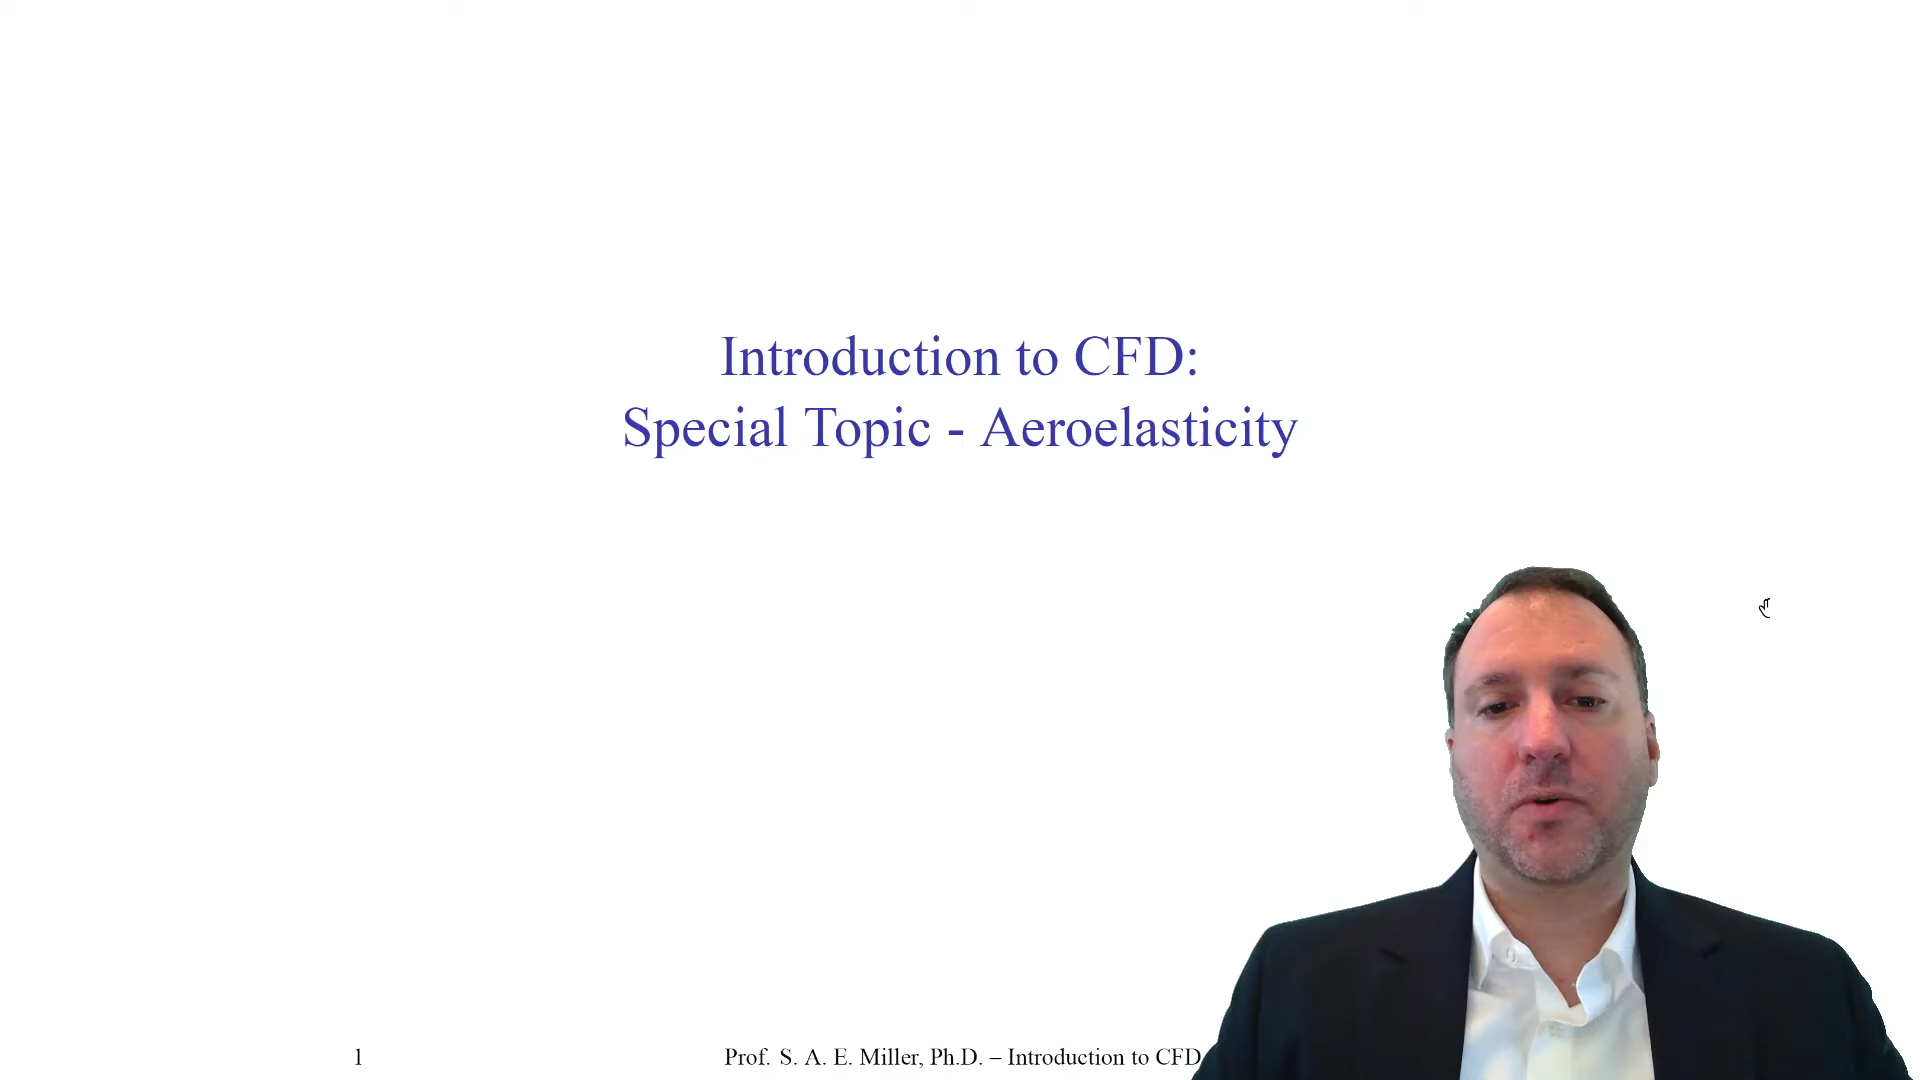 Introduction to CFD:
Special Topic - Aeroelasticity
1
Prof. S. A. E. Miller, Ph.D. – Introduction to CFD